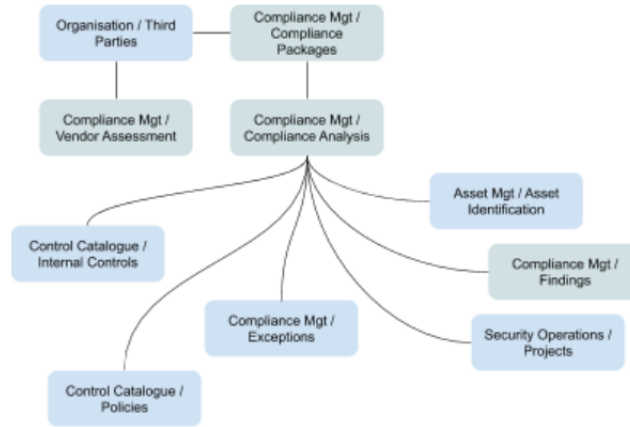 Organisation / Third
Parties
Compliance Mgt /
Compliance
Packages
Compliance Mgt /
Vendor Assessment
Compliance Mgt /
Compliance Analysis
Asset Mgt / Asset
Identification
Control Catalogue /
Internal Controls
Compliance Mgt /
Findings
Compliance Mgt /
Exceptions
Security Operations /
Projects
Control Catalogue /
Policies